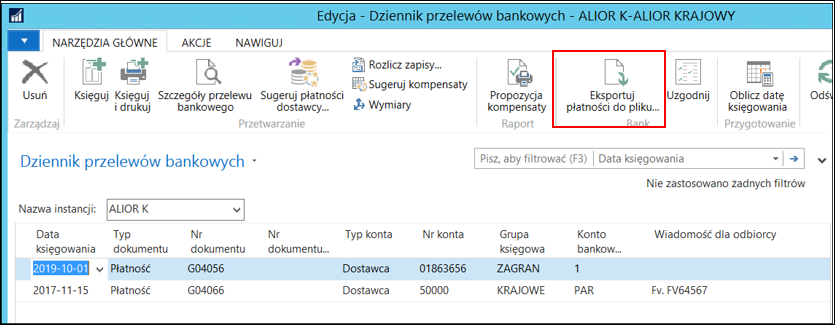 Edycja - Dziennik przelewów bankowych - ALIOR K-ALIOR KRAJOWY
NARZĘDZIA GŁÓWNE AKCJE NAWIGUJ
Usuń
Księguj
Księguj i drukuj
Szczegóły przelewu bankowego
Sugeruj płatności dostawcy...
Rozlicz zapisy...
Sugeruj kompensaty
Wymiary
Propozycja kompensaty
Eksportuj płatności do pliku...
Uzgodnij
Oblicz datę księgowania
Odśw
Zarządzaj Przetwarzanie Raport Bank Przygotowanie
Dziennik przelewów bankowych
Pisz, aby filtrować (F3) Data księgowania
Nie zastosowano żadnych filtrów
Nazwa instancji: ALIOR K
Data Typ Nr Nr Typ konta Nr konta Grupa Konto Wiadomość dla odbiorcy
księgowania dokumentu dokumentu dokumentu... księgowa bankow...
2019-10-01 Płatność G04056 Dostawca 01863656 ZAGRAN 1
2017-11-15 Płatność G04066 Dostawca 50000 KRAJOWE PAR Fv. FV64567